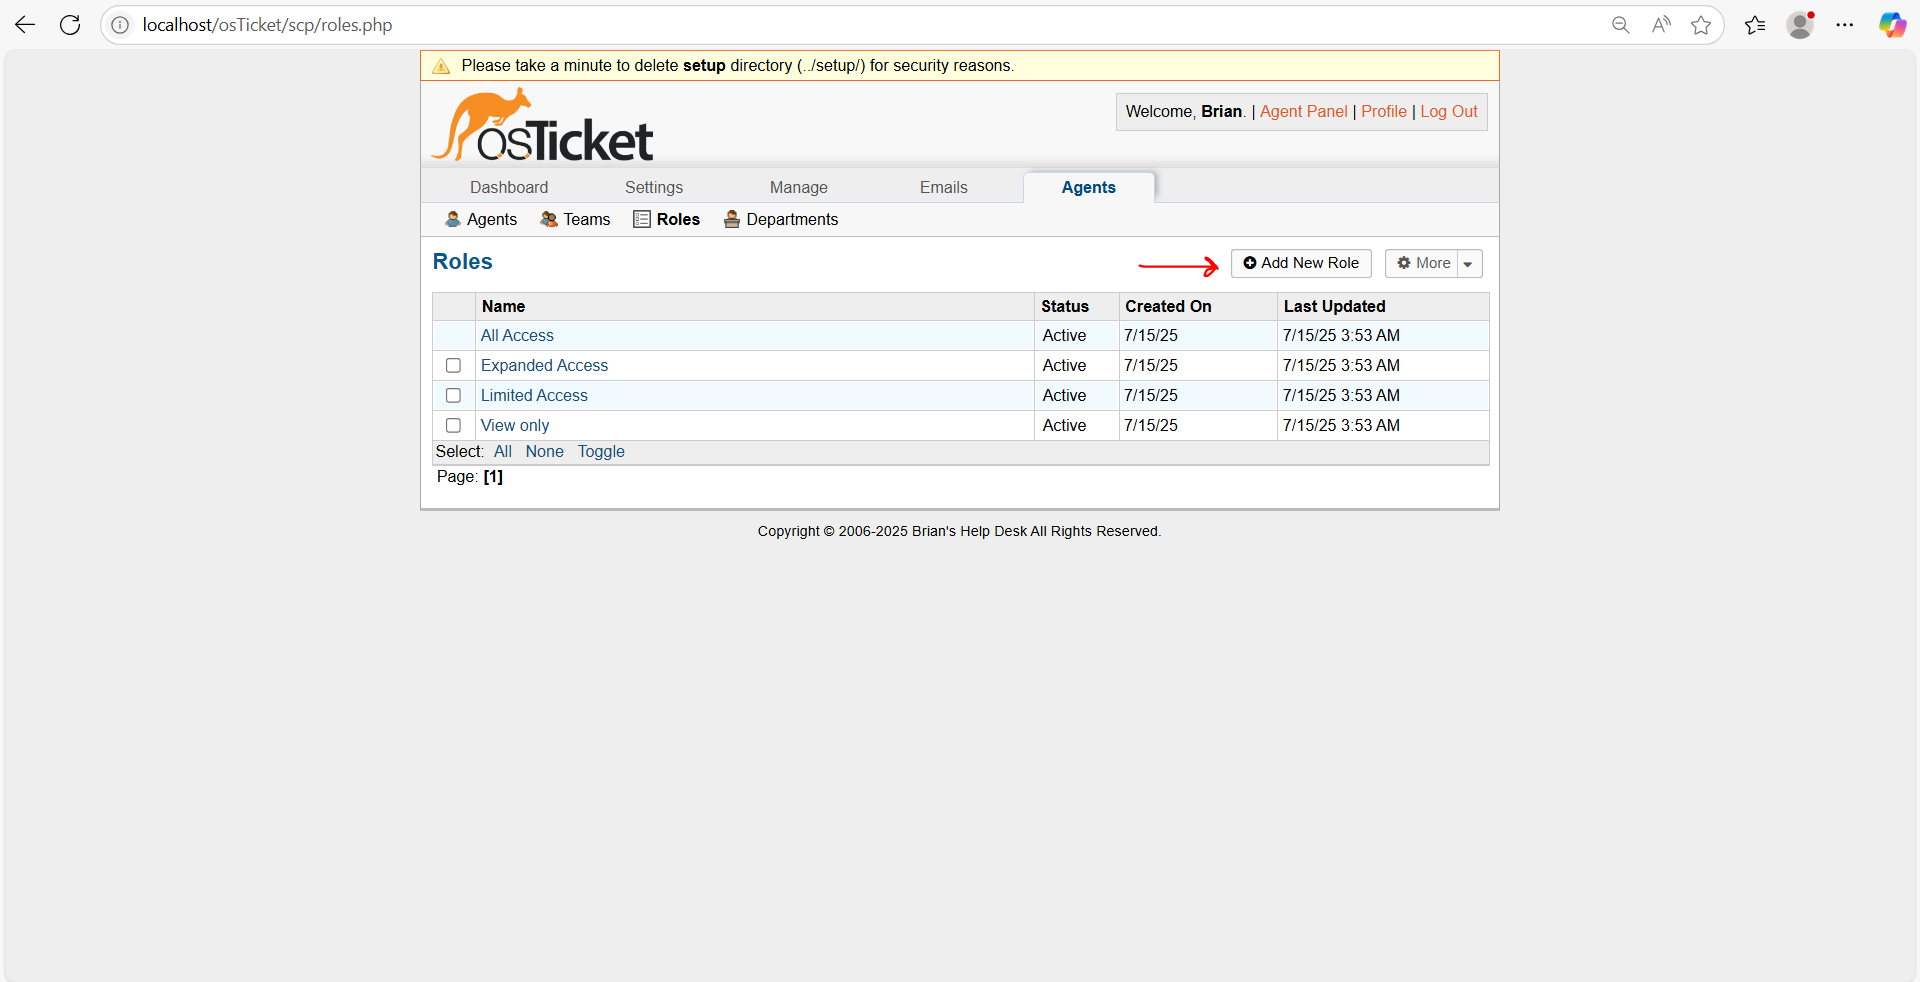 localhost/osTicket/scp/roles.php
Please take a minute to delete setup directory (../setup/) for security reasons.
osTicket
Welcome, Brian. | Agent Panel | Profile | Log Out
Dashboard Settings Manage Emails Agents
Agents Teams Roles Departments
Roles
Add New Role More
Name Status Created On Last Updated
All Access Active 7/15/25 7/15/25 3:53 AM
Expanded Access Active 7/15/25 7/15/25 3:53 AM
Limited Access Active 7/15/25 7/15/25 3:53 AM
View only Active 7/15/25 7/15/25 3:53 AM
Select: All None Toggle
Page: [1]
Copyright © 2006-2025 Brian's Help Desk All Rights Reserved.